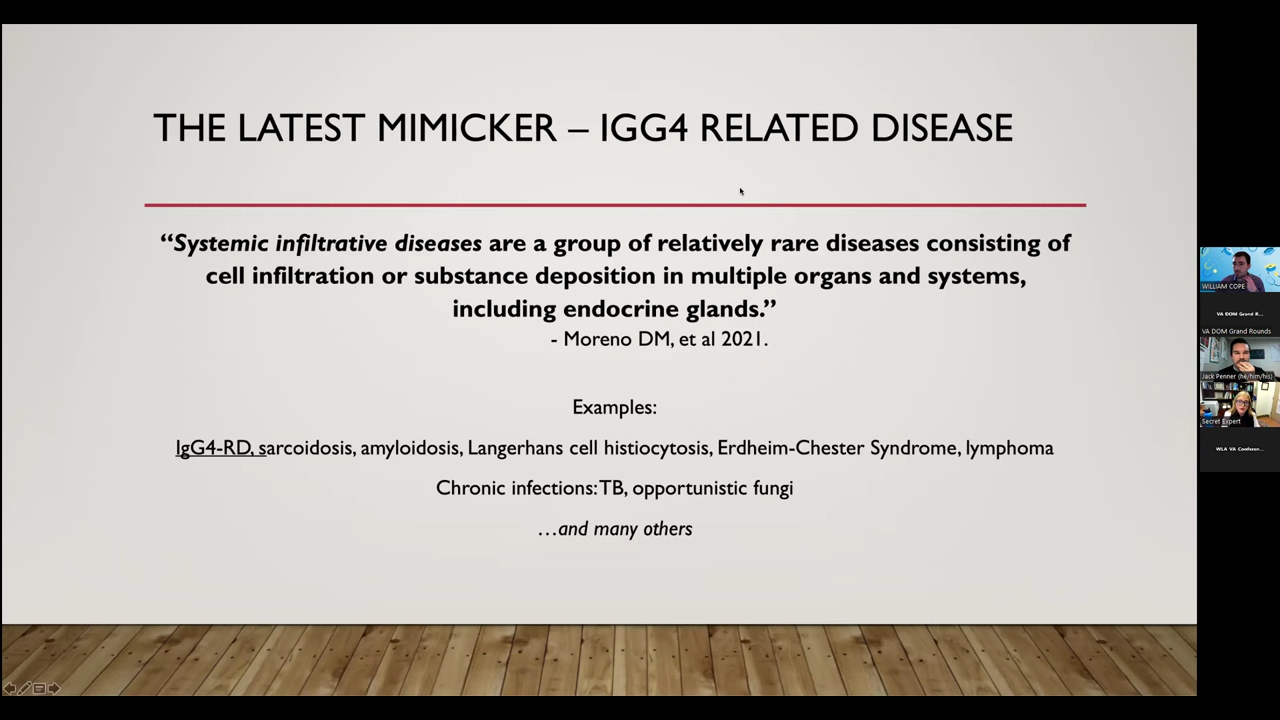 THE LATEST MIMICKER – IGG4 RELATED DISEASE
“Systemic infiltrative diseases are a group of relatively rare diseases consisting of
cell infiltration or substance deposition in multiple organs and systems,
including endocrine glands.”
- Moreno DM, et al 2021.
Examples:
IgG4-RD, sarcoidosis, amyloidosis, Langerhans cell histiocytosis, Erdheim-Chester Syndrome, lymphoma
Chronic infections: TB, opportunistic fungi
…and many others
WILLIAM COPE
VA DOM Grand R...
VA DOM Grand Rounds
Jack Penner (he/him/his)
Secret Expert
WLA VA Conferen...